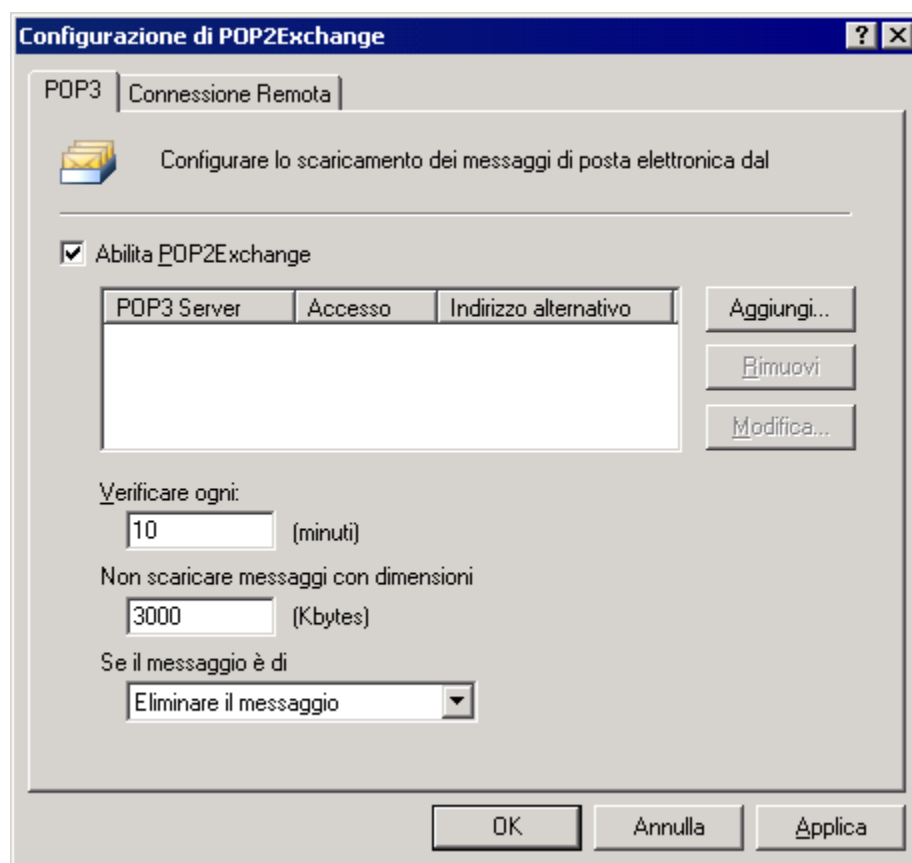 Configurazione di POP2Exchange
POP3 Connessione Remota
Configurare lo scaricamento dei messaggi di posta elettronica dal
Abilita POP2Exchange
POP3 Server Accesso Indirizzo alternativo
Aggiungi...
Rimuovi
Modifica...
Verificare ogni:
10 (minuti)
Non scaricare messaggi con dimensioni
3000 (Kbytes)
Se il messaggio è di
Eliminare il messaggio
OK Annulla Applica